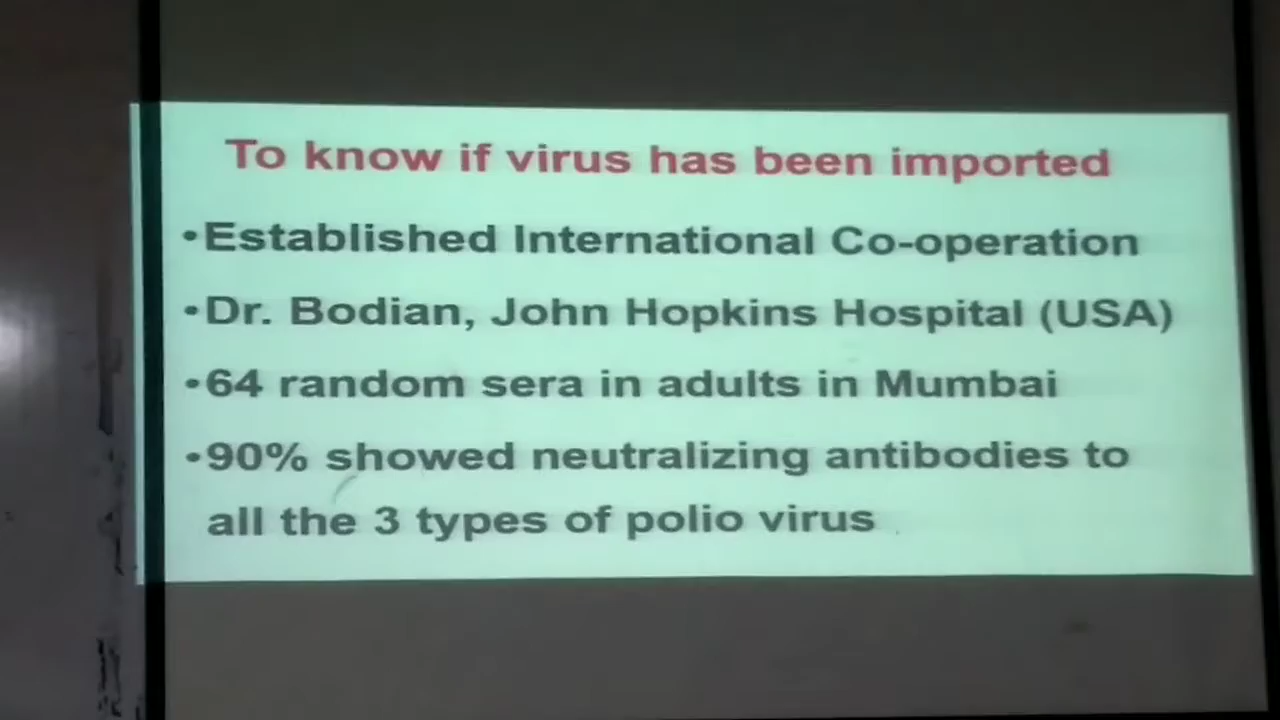 To know if virus has been imported
•Established International Co-operation
•Dr. Bodian, John Hopkins Hospital (USA)
•64 random sera in adults in Mumbai
•90% showed neutralizing antibodies to
all the 3 types of polio virus